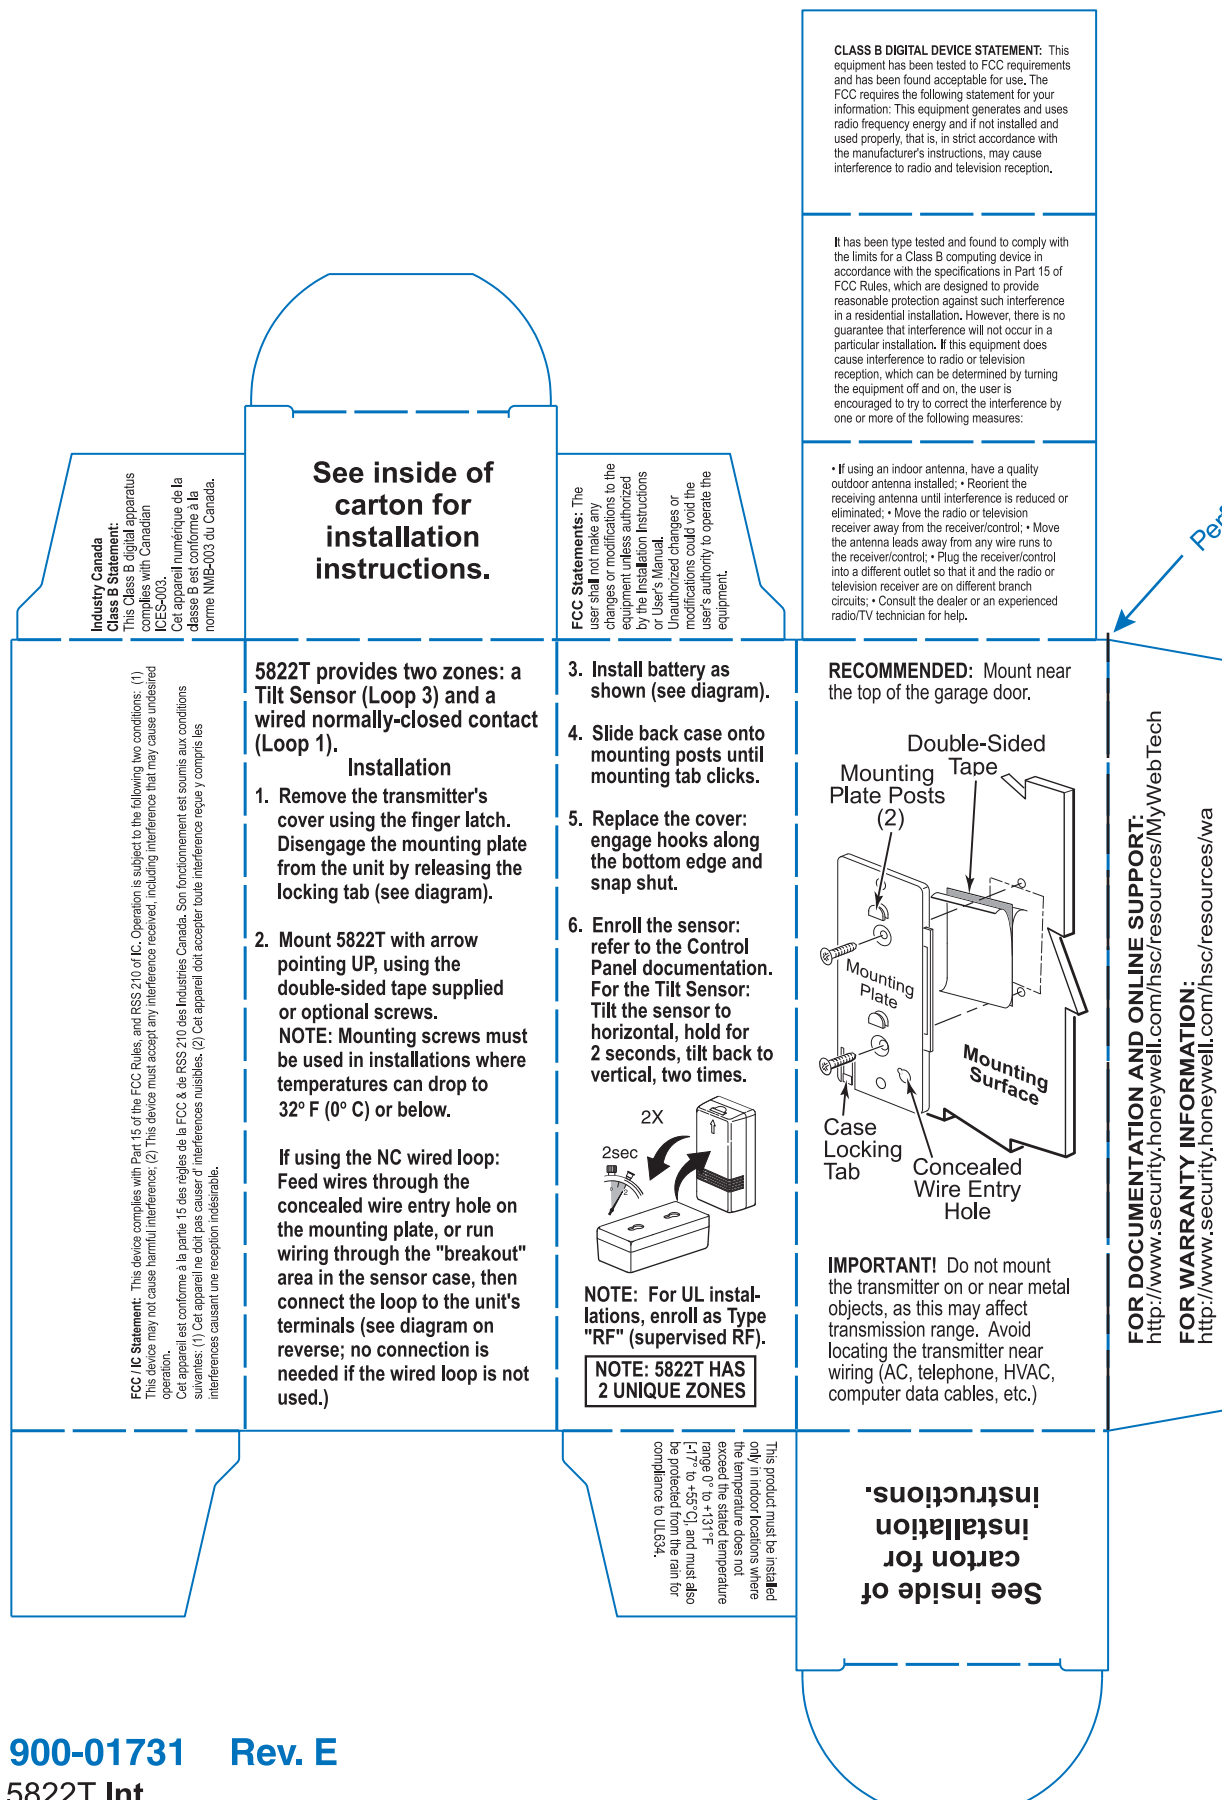 CLASS B DIGITAL DEVICE STATEMENT: This
equipment has been tested to FCC requirements
and has been found acceptable for use. The
FCC requires the following statement for your
information: This equipment generates and uses
radio frequency energy and if not installed and
used properly, that is, in strict accordance with
the manufacturer's instructions, may cause
interference to radio and television reception.
It has been type tested and found to comply with
the limits for a Class B computing device in
accordance with the specifications in Part 15 of
FCC Rules, which are designed to provide
reasonable protection against such interference
in a residential installation. However, there is no
guarantee that interference will not occur in a
particular installation. If this equipment does
cause interference to radio or television
reception, which can be determined by turning
the equipment off and on, the user is
encouraged to try to correct the interference by
one or more of the following measures:
• If using an indoor antenna, have a quality
outdoor antenna installed; • Reorient the
receiving antenna until interference is reduced or
eliminated; • Move the radio or television
receiver away from the receiver/control; • Move
the antenna leads away from any wire runs to
the receiver/control; • Plug the receiver/control
into a different outlet so that it and the radio or
television receiver are on different branch
circuits; • Consult the dealer or an experienced
radio/TV technician for help.
Industry Canada
Class B Statement:
This Class B digital apparatus
complies with Canadian
ICES-003.
Cet appareil numérique de la
classe B est conforme à la
norme NMB-003 du Canada.
See inside of
carton for
installation
instructions.
FCC Statements: The
user shall not make any
changes or modifications to the
equipment unless authorized
by the Installation Instructions
or User's Manual.
Unauthorized changes or
modifications could void the
user's authority to operate the
equipment.
FCC / IC Statement: This device complies with Part 15 of the FCC Rules, and RSS 210 of IC. Operation is subject to the following two conditions: (1)
This device may not cause harmful interference; (2) This device must accept any interference received, including interference that may cause undesired
operation.
Cet appareil est conforme à la partie 15 des règles de la FCC & de RSS 210 des Industries Canada. Son fonctionnement est soumis aux conditions
suivantes: (1) Cet appareil ne doit pas causer d' interferences nuisibles. (2) Cet appareil doit accepter toute interference reçue y compris les
interferences causant une reception indésirable.
5822T provides two zones: a
Tilt Sensor (Loop 3) and a
wired normally-closed contact
(Loop 1).
Installation
1. Remove the transmitter's
cover using the finger latch.
Disengage the mounting plate
from the unit by releasing the
locking tab (see diagram).
2. Mount 5822T with arrow
pointing UP, using the
double-sided tape supplied
or optional screws.
NOTE: Mounting screws must
be used in installations where
temperatures can drop to
32º F (0º C) or below.
If using the NC wired loop:
Feed wires through the
concealed wire entry hole on
the mounting plate, or run
wiring through the "breakout"
area in the sensor case, then
connect the loop to the unit's
terminals (see diagram on
reverse; no connection is
needed if the wired loop is not
used.)
3. Install battery as
shown (see diagram).
4. Slide back case onto
mounting posts until
mounting tab clicks.
5. Replace the cover:
engage hooks along
the bottom edge and
snap shut.
6. Enroll the sensor:
refer to the Control
Panel documentation.
For the Tilt Sensor:
Tilt the sensor to
horizontal, hold for
2 seconds, tilt back to
vertical, two times.
2X
2sec
0
2
NOTE: For UL instal-
lations, enroll as Type
"RF" (supervised RF).
NOTE: 5822T HAS
2 UNIQUE ZONES
RECOMMENDED: Mount near
the top of the garage door.
Double-Sided
Tape
Mounting
Plate Posts
(2)
Mounting
Plate
Mounting
Surface
Case
Locking
Tab
Concealed
Wire Entry
Hole
IMPORTANT! Do not mount
the transmitter on or near metal
objects, as this may affect
transmission range. Avoid
locating the transmitter near
wiring (AC, telephone, HVAC,
computer data cables, etc.)
FOR DOCUMENTATION AND ONLINE SUPPORT:
http://www.security.honeywell.com/hsc/resources/MyWebTech
FOR WARRANTY INFORMATION:
http://www.security.honeywell.com/hsc/resources/wa
This product must be installed
only in indoor locations where
the temperature does not
exceed the stated temperature
range 0° to +131°F
[-17° to +55°C], and must also
be protected from the rain for
compliance to UL634.
See inside of
carton for
installation
instructions.
900-01731 Rev. E
5822T Int